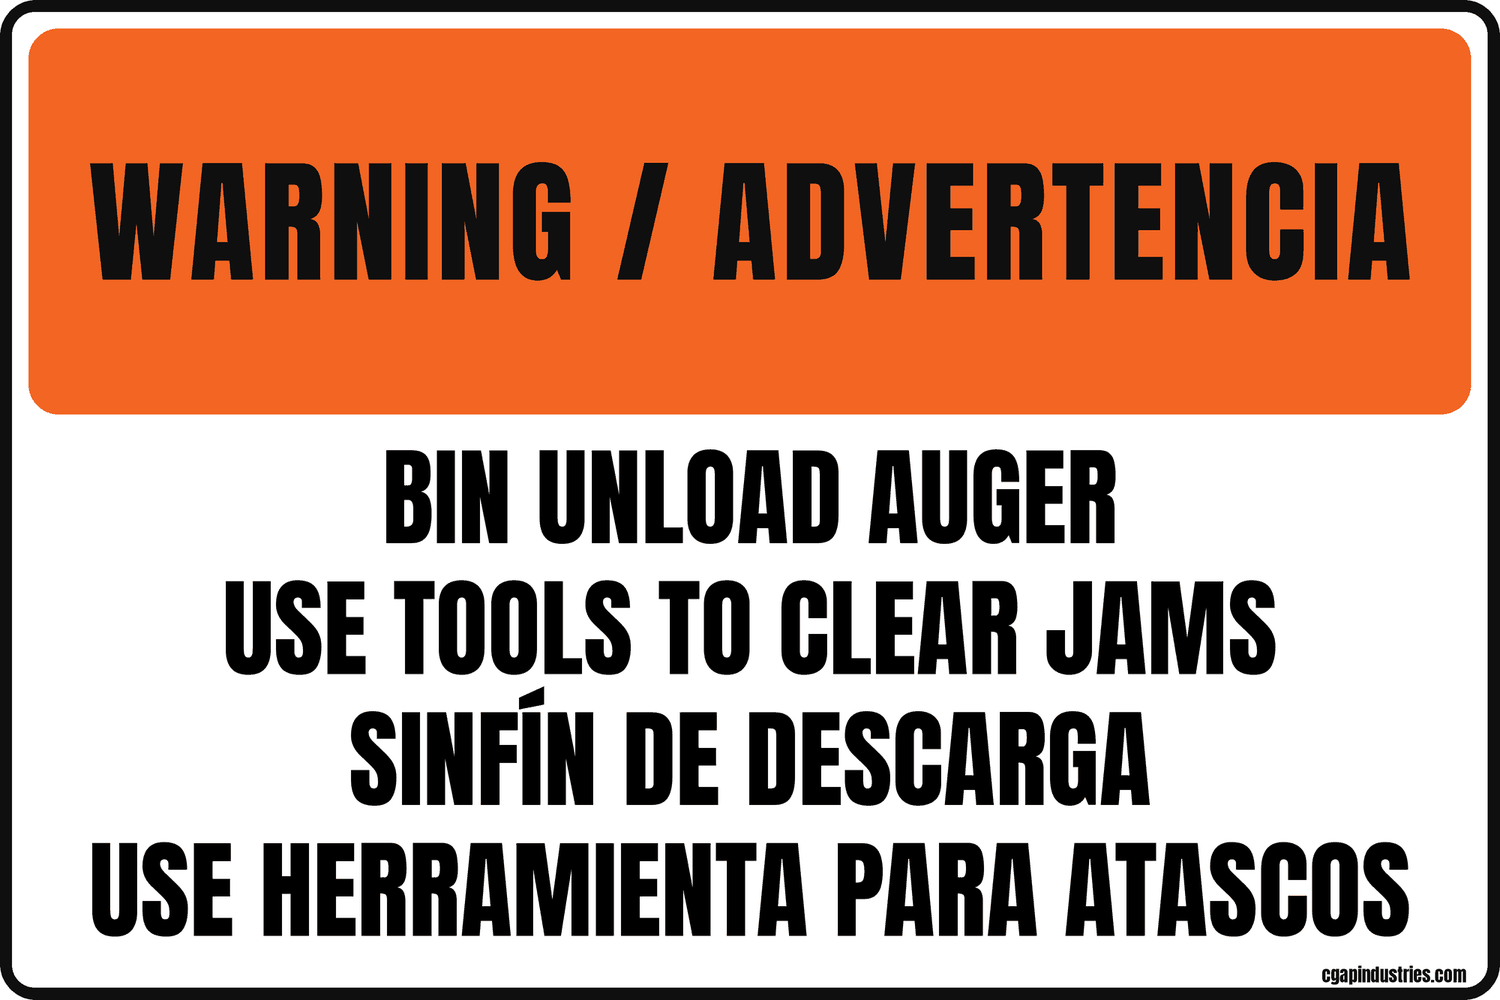 WARNING / ADVERTENCIA
BIN UNLOAD AUGER
USE TOOLS TO CLEAR JAMS
SINFÍN DE DESCARGA
USE HERRAMIENTA PARA ATASCOS
cgapindustries.com